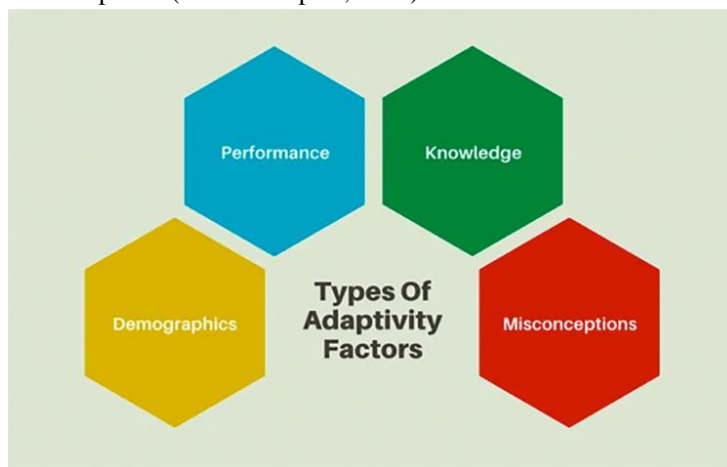 Performance
Knowledge
Demographics
Types Of
Adaptivity
Factors
Misconceptions